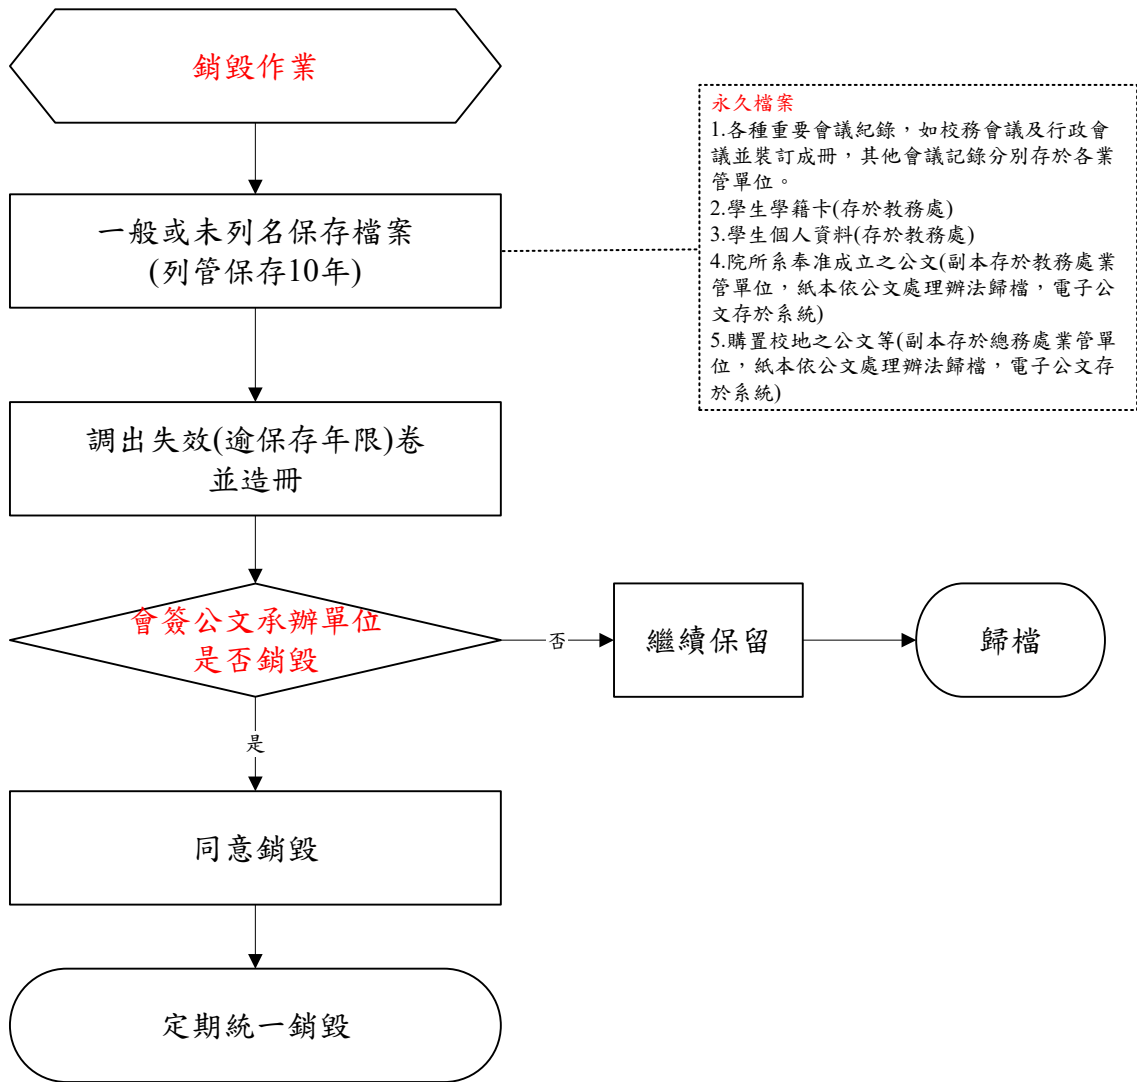 銷毀作業
一般或未列名保存檔案
(列管保存10年)
永久檔案
1.各種重要會議紀錄，如校務會議及行政會
議並裝訂成冊，其他會議記錄分別存於各業
管單位。
2.學生學籍卡(存於教務處)
3.學生個人資料(存於教務處)
4.院所系奉准成立之公文(副本存於教務處業
管單位，紙本依公文處理辦法歸檔，電子公
文存於系統)
5.購置校地之公文等(副本存於總務處業管單
位，紙本依公文處理辦法歸檔，電子公文存
於系統)
調出失效(逾保存年限)卷
並造冊
會簽公文承辦單位
是否銷毀
否
繼續保留
歸檔
是
同意銷毀
定期統一銷毀